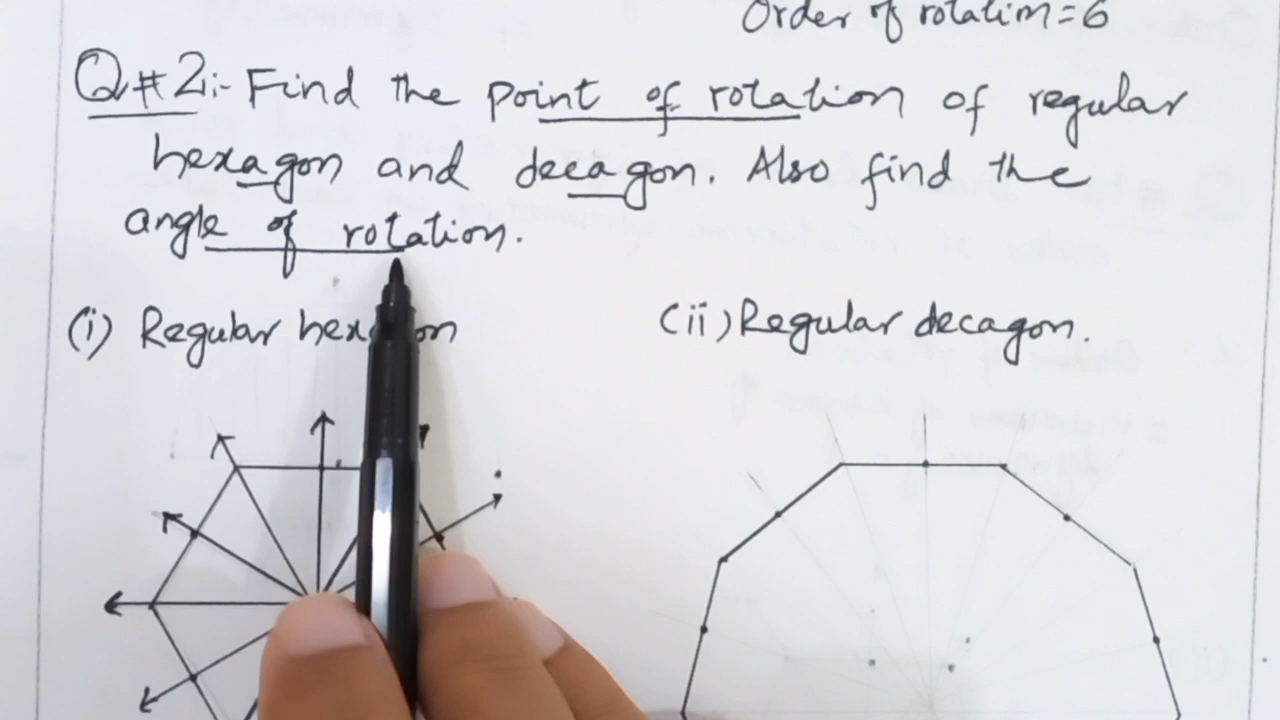 Order of rotation=6
Q#2:- Find the point of rotation of regular
hexagon and decagon. Also find the
angle of rotation.
(i) Regular hex on
(ii) Regular decagon.